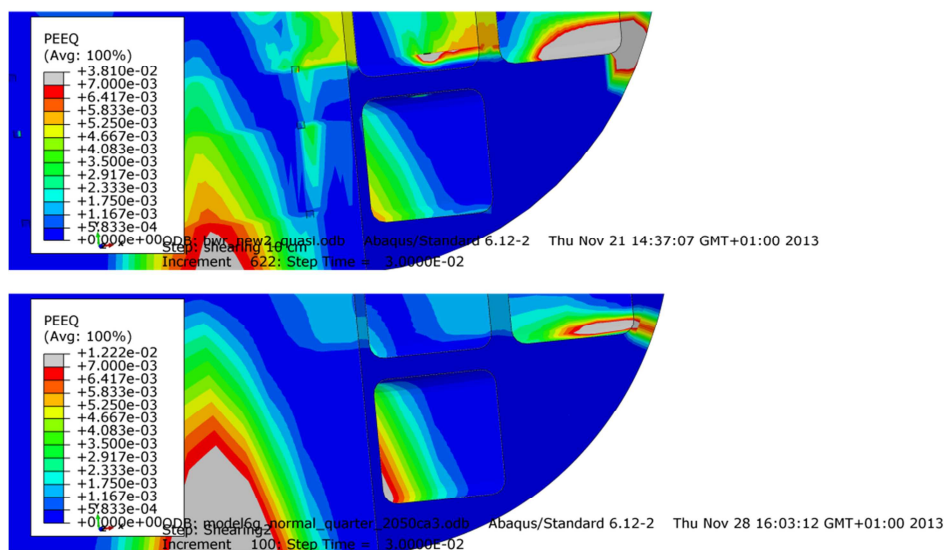 PEEQ
(Avg: 100%)
+3.810e-02
+7.000e-03
+6.417e-03
+5.833e-03
+5.250e-03
+4.667e-03
+4.083e-03
+3.500e-03
+2.917e-03
+2.333e-03
+1.750e-03
+1.167e-03
+5.833e-04
+0.000e+00
ODB: pwr_new2_quasi.odb Abaqus/Standard 6.12-2 Thu Nov 21 14:37:07 GMT+01:00 2013
Step: shearing 10 cm
Increment 622: Step Time = 3.0000E-02
PEEQ
(Avg: 100%)
+1.222e-02
+7.000e-03
+6.417e-03
+5.833e-03
+5.250e-03
+4.667e-03
+4.083e-03
+3.500e-03
+2.917e-03
+2.333e-03
+1.750e-03
+1.167e-03
+5.833e-04
+0.000e+00
ODB: model6g_normal_quarter_2050ca3.odb Abaqus/Standard 6.12-2 Thu Nov 28 16:03:12 GMT+01:00 2013
Step: Shearing2
Increment 100: Step Time = 3.0000E-02